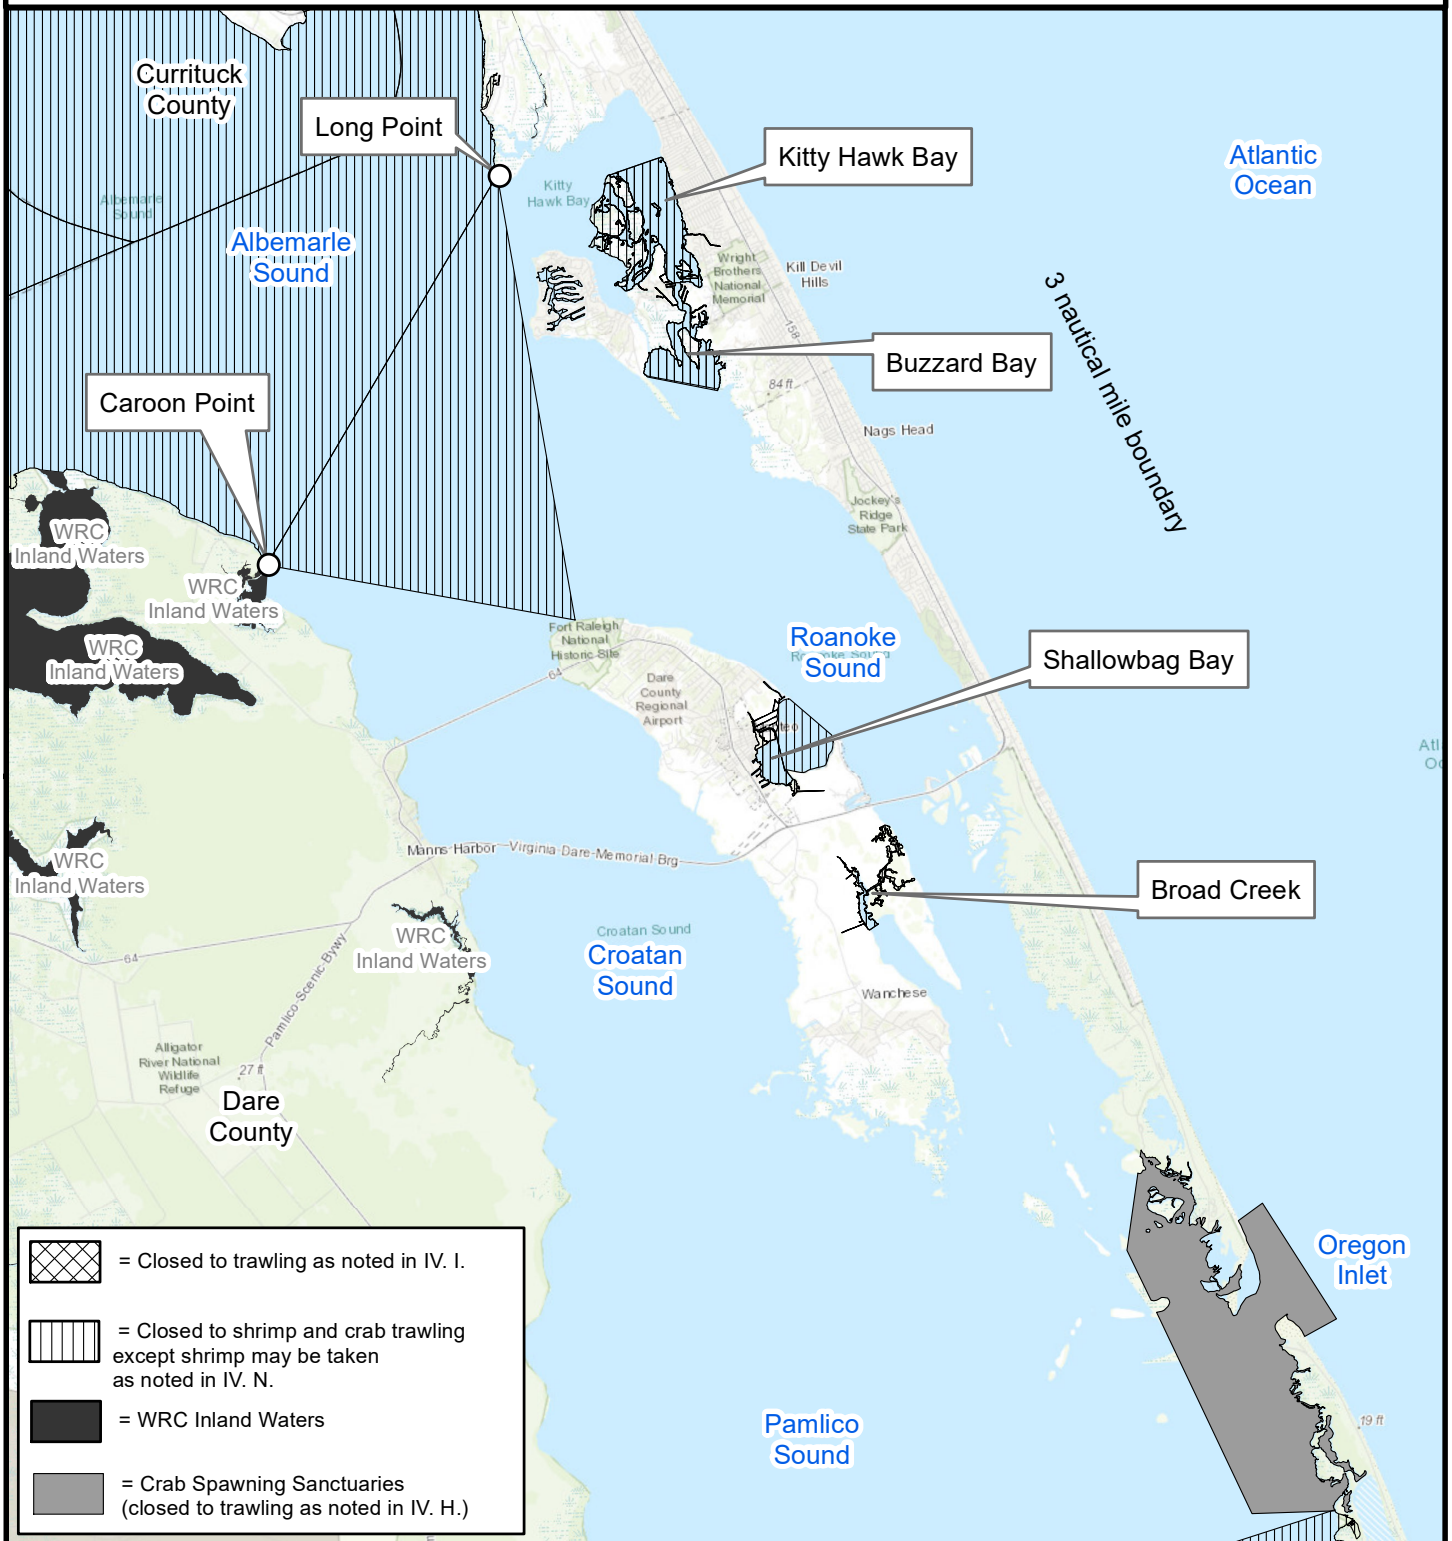 Currituck
County
Long Point
Kitty Hawk Bay
Atlantic
Ocean
Kitty
Hawk Bay
Albemarle
Sound
Albemarle
Sound
Wright
Brothers
National
Memorial
Kill Devil
Hills
3 nautical mile boundary
158
Buzzard Bay
84 ft
Caroon Point
Nags Head
Jockey's
Ridge
State Park
WRC
Inland Waters
WRC
Inland Waters
WRC
Inland Waters
Fort Raleigh
National
Historic Site
64
Roanoke
Sound
Roanoke Sound
Shallowbag Bay
Dare
County
Regional
Airport
Atl
Oc
Manns Harbor
Virginia Dare Memorial Brg
WRC
Inland Waters
Broad Creek
WRC
Inland Waters
Croatan Sound
Croatan
Sound
64
Pamlico Scenic Bywy
Wanchese
Alligator
River National
Wildlife
Refuge
27 ft
Dare
County
Oregon
Inlet
Pamlico
Sound
19 ft
= Closed to trawling as noted in IV. I.
= Closed to shrimp and crab trawling
except shrimp may be taken
as noted in IV. N.
= WRC Inland Waters
= Crab Spawning Sanctuaries
(closed to trawling as noted in IV. H.)